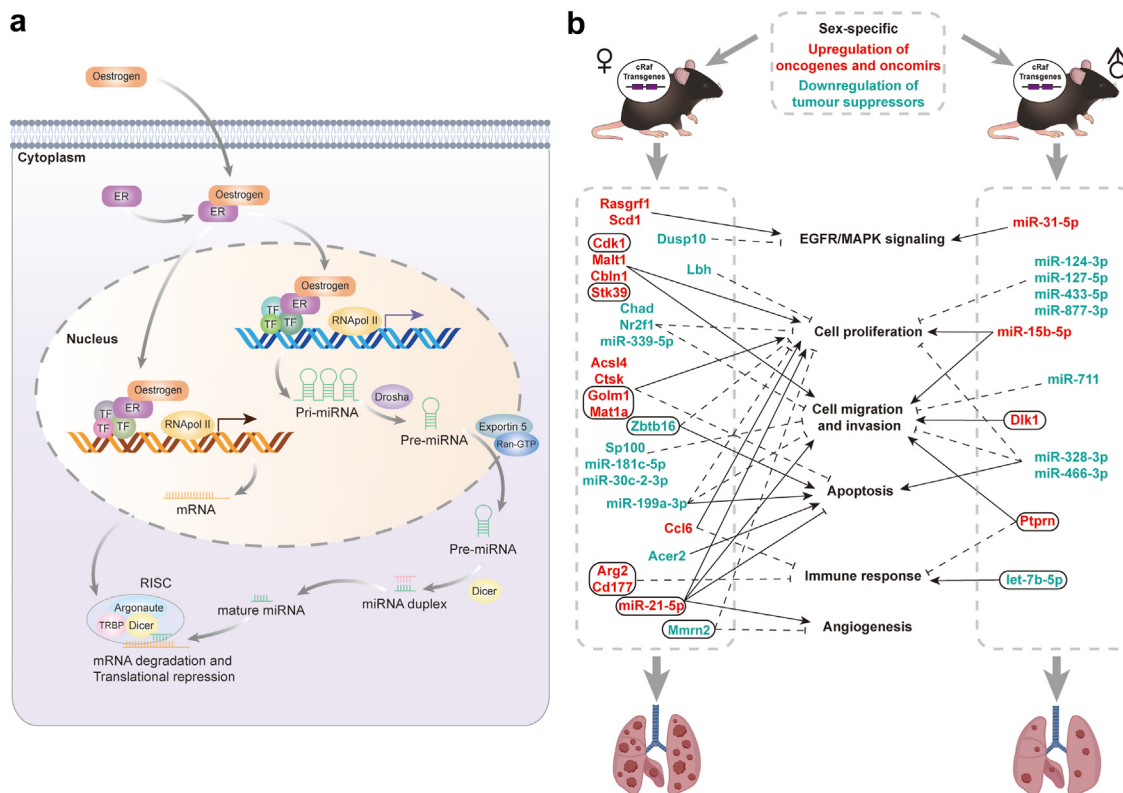 a
Oestrogen
Cytoplasm
ER
Oestrogen
ER
Oestrogen
ER
TF
TF
TF
RNApol II
Nucleus
Oestrogen
ER
TF
TF
TF
RNApol II
Pri-miRNA
Drosha
Pre-miRNA
Exportin 5
Ran-GTP
mRNA
Pre-miRNA
RISC
Argonaute
TRBP
Dicer
mature miRNA
miRNA duplex
Dicer
mRNA degradation and
Translational repression
b
Sex-specific
Upregulation of
oncogenes and oncomirs
Downregulation of
tumour suppressors
♀
cRaf
Transgenes
cRaf
Transgenes
♂
Rasgrf1
Scd1
Cdk1
Dusp10
Malt1
Lbh
Cbln1
Stk39
Chad
Nr2f1
miR-339-5p
Acsl4
Ctsk
Golm1
Mat1a
Zbtb16
Sp100
miR-181c-5p
miR-30c-2-3p
miR-199a-3p
Ccl6
Acer2
Arg2
Cd177
miR-21-5p
Mmrn2
EGFR/MAPK signaling
Cell proliferation
Cell migration
and invasion
Apoptosis
Immune response
Angiogenesis
miR-31-5p
miR-124-3p
miR-127-5p
miR-433-5p
miR-877-3p
miR-15b-5p
miR-711
Dlk1
miR-328-3p
miR-466-3p
Ptprn
let-7b-5p